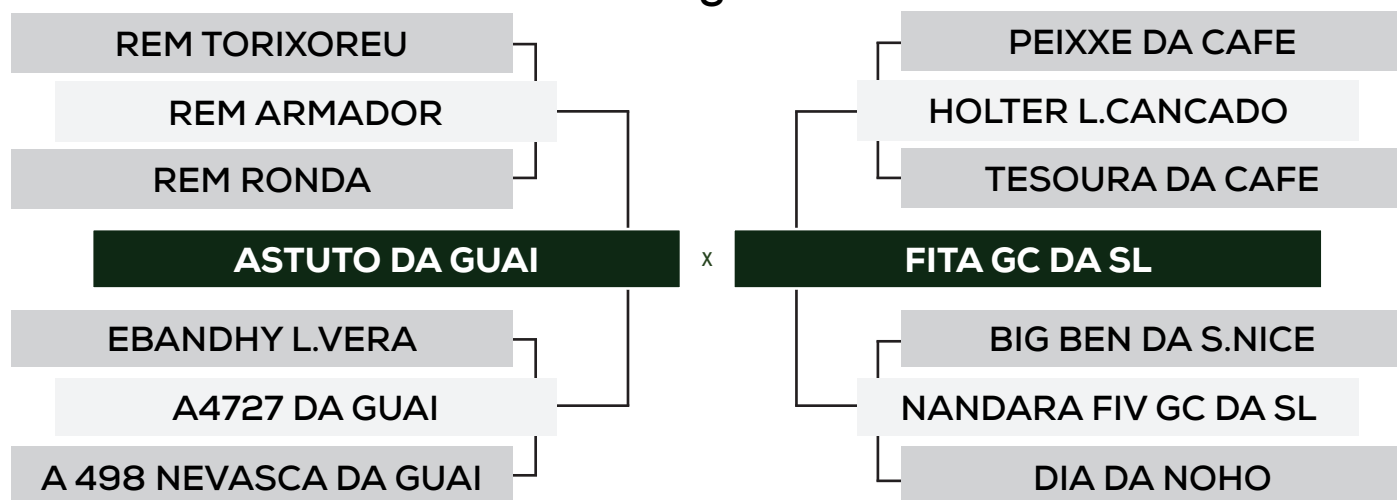 REM TORIXOREU
REM ARMADOR
REM RONDA
ASTUTO DA GUAI
EBANDHY L.VERA
A4727 DA GUAI
A 498 NEVASCA DA GUAI
x
PEIXXE DA CAFE
HOLTER L.CANCADO
TESOURA DA CAFE
FITA GC DA SL
BIG BEN DA S.NICE
NANDARA FIV GC DA SL
DIA DA NOHO